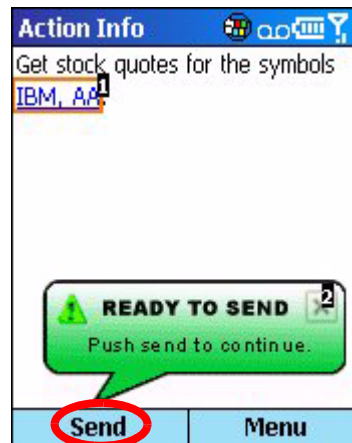 Action Info
Get stock quotes for the symbols
IBM, AA 1
READY TO SEND 2
Push send to continue.
Send Menu